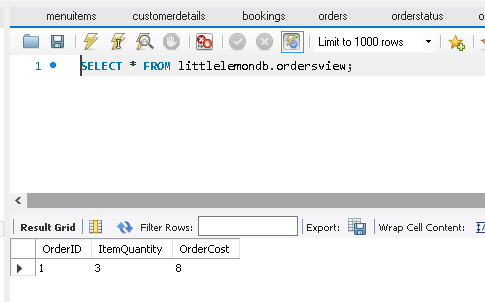 menuitems customerdetails bookings orders orderstatus o
Limit to 1000 rows
1 SELECT * FROM littlelemondb.ordersview;
Result Grid Filter Rows: Export: Wrap Cell Content:
OrderID ItemQuantity OrderCost
1 3 8